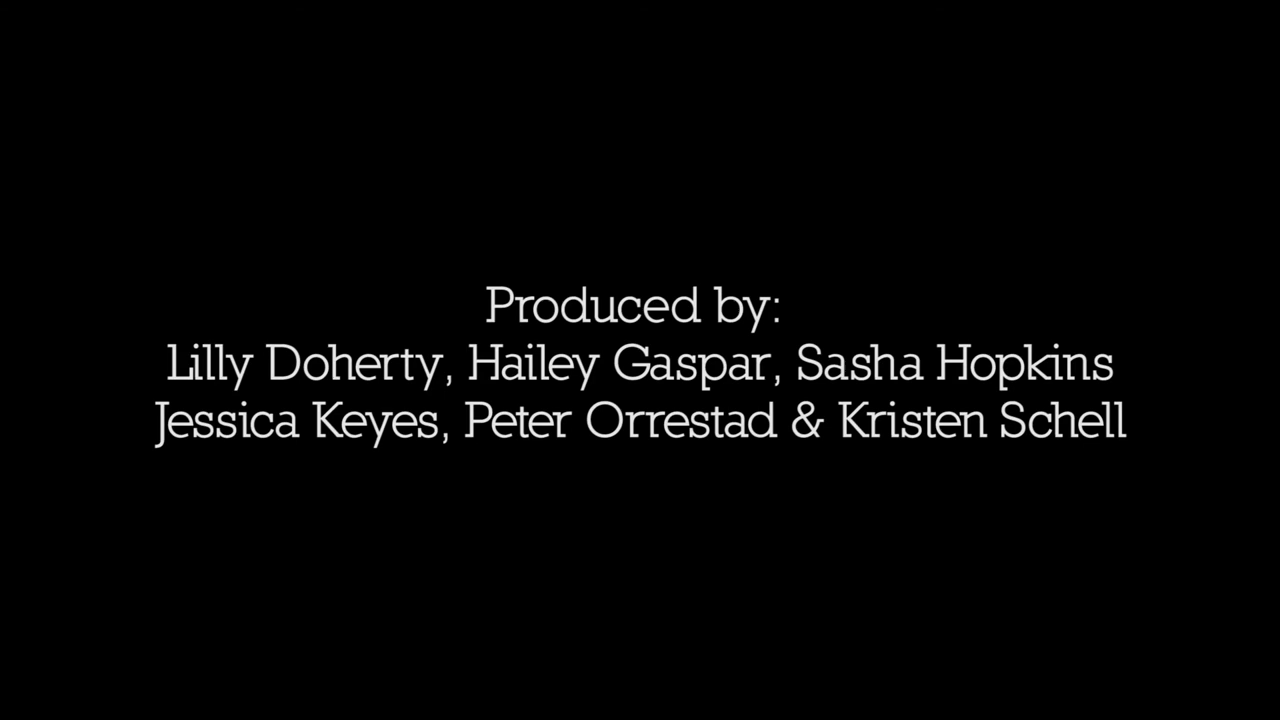 Produced by:
Lilly Doherty, Hailey Gaspar, Sasha Hopkins
Jessica Keyes, Peter Orrestad & Kristen Schell